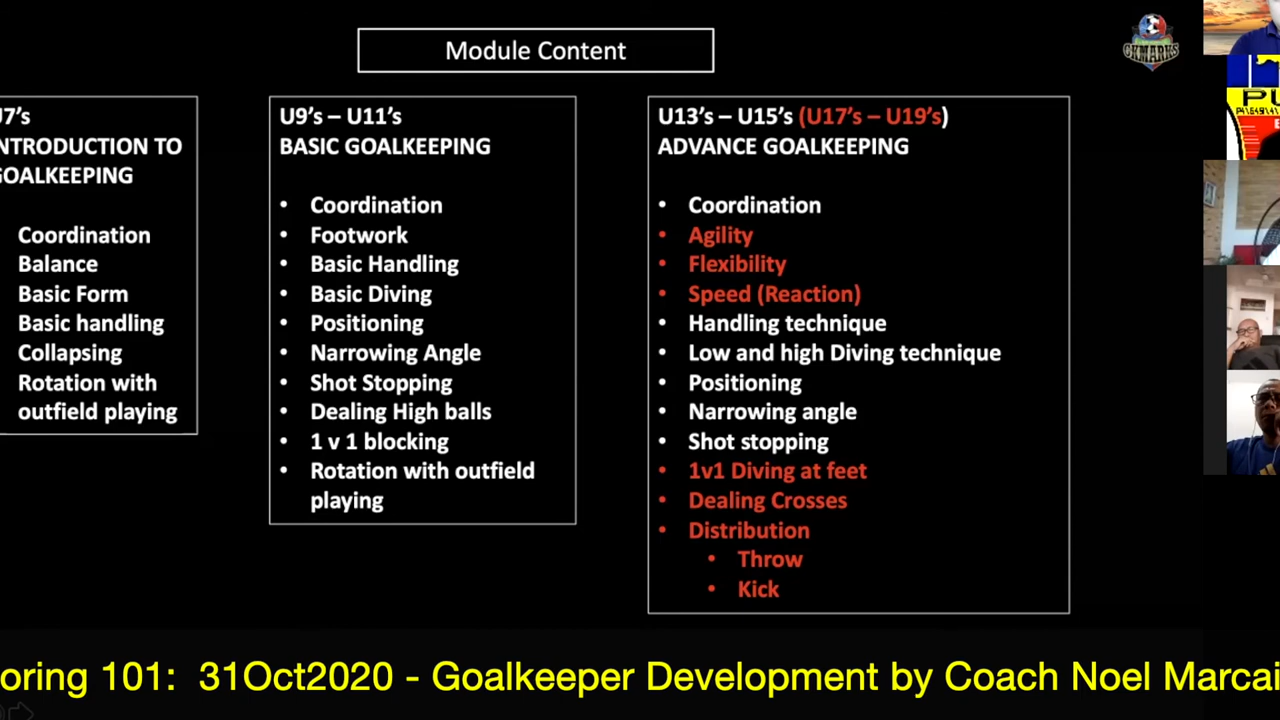 Module Content
GKMARKS
U7's
NTRODUCTION TO
GOALKEEPING
Coordination
Balance
Basic Form
Basic handling
Collapsing
Rotation with
outfield playing
U9's – U11's
BASIC GOALKEEPING
• Coordination
• Footwork
• Basic Handling
• Basic Diving
• Positioning
• Narrowing Angle
• Shot Stopping
• Dealing High balls
• 1 v 1 blocking
• Rotation with outfield
playing
U13's – U15's (U17's – U19's)
ADVANCE GOALKEEPING
• Coordination
• Agility
• Flexibility
• Speed (Reaction)
• Handling technique
• Low and high Diving technique
• Positioning
• Narrowing angle
• Shot stopping
• 1v1 Diving at feet
• Dealing Crosses
• Distribution
• Throw
• Kick
PU
oring 101: 31Oct2020 - Goalkeeper Development by Coach Noel Marcai